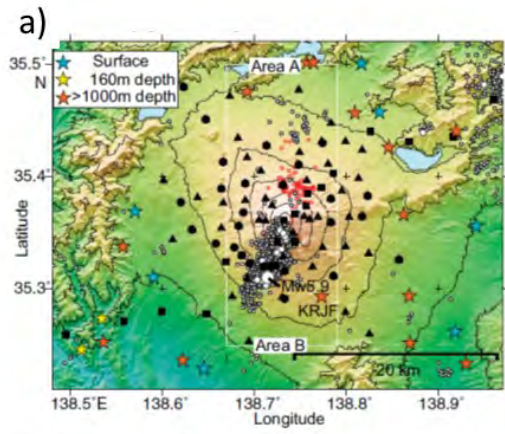 a)
Surface
160m depth
>1000m depth
Area A
35.5°
N
35.4
35.3
Latitude
Mw5.9
KRJF
Area B
20 km
138.5°E
138.6
138.7
138.8
138.9
Longitude